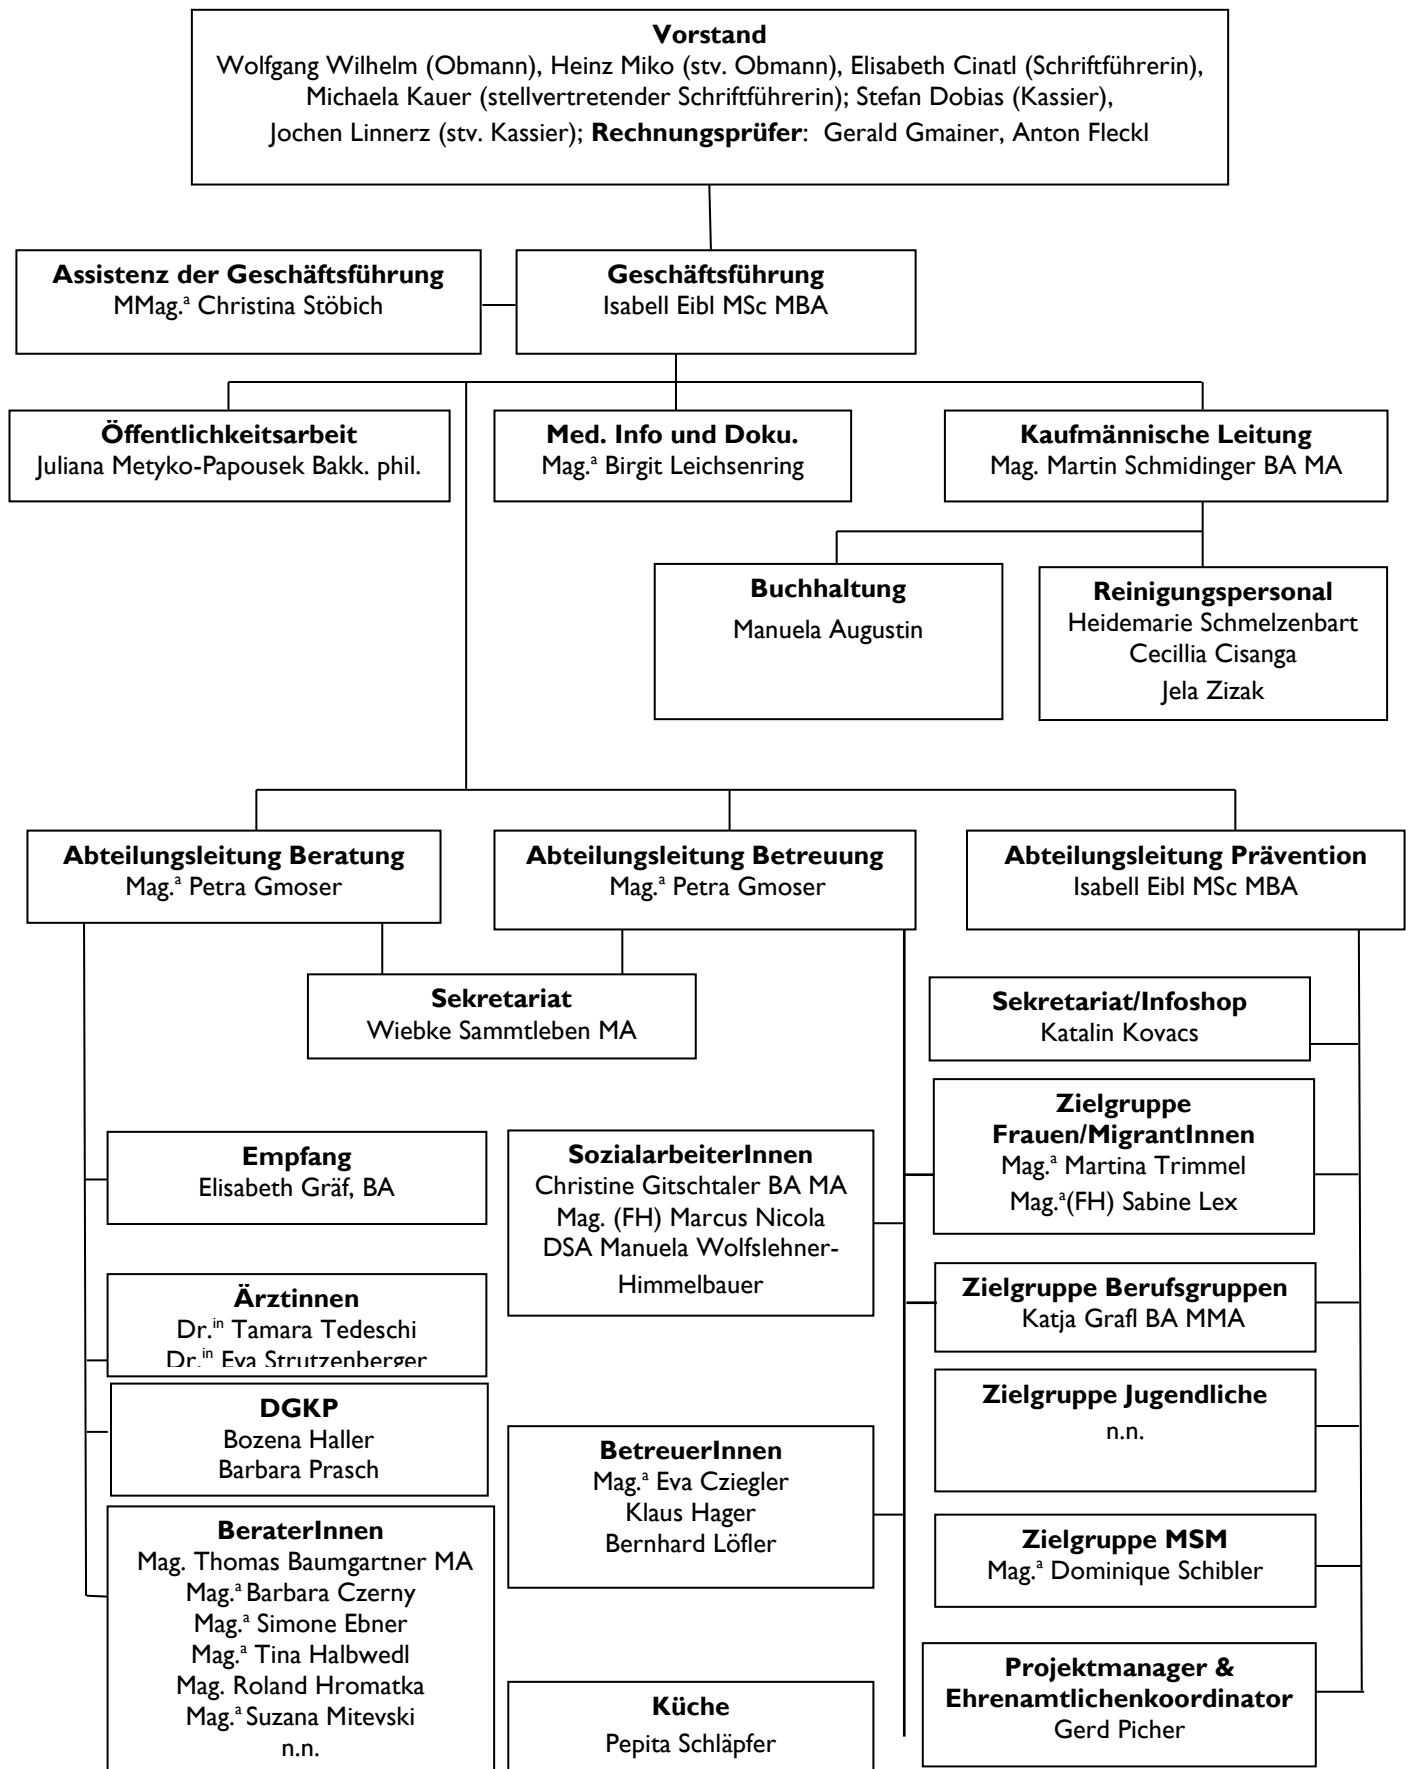 Vorstand
Wolfgang Wilhelm (Obmann), Heinz Miko (stv. Obmann), Elisabeth Cinatl (Schriftführerin),
Michaela Kauer (stellvertretender Schriftführerin); Stefan Dobias (Kassier),
Jochen Linnerz (stv. Kassier); Rechnungsprüfer: Gerald Gmainer, Anton Fleckl
Assistenz der Geschäftsführung
MMag.ª Christina Stöbich
Geschäftsführung
Isabell Eibl MSc MBA
Öffentlichkeitsarbeit
Juliana Metyko-Papousek Bakk. phil.
Med. Info und Doku.
Mag.ª Birgit Leichsenring
Kaufmännische Leitung
Mag. Martin Schmidinger BA MA
Buchhaltung
Manuela Augustin
Reinigungspersonal
Heidemarie Schmelzenbart
Cecillia Cisanga
Jela Zizak
Abteilungsleitung Beratung
Mag.ª Petra Gmoser
Abteilungsleitung Betreuung
Mag.ª Petra Gmoser
Abteilungsleitung Prävention
Isabell Eibl MSc MBA
Sekretariat
Wiebke Sammtleben MA
Empfang
Elisabeth Gräf, BA
Ärztinnen
Dr.ⁱⁿ Tamara Tedeschi
Dr.ⁱⁿ Eva Strutzenberger
DGKP
Bozena Haller
Barbara Prasch
BeraterInnen
Mag. Thomas Baumgartner MA
Mag.ª Barbara Czerny
Mag.ª Simone Ebner
Mag.ª Tina Halbwedl
Mag. Roland Hromatka
Mag.ª Suzana Mitevski
n.n.
SozialarbeiterInnen
Christine Gitschtaler BA MA
Mag. (FH) Marcus Nicola
DSA Manuela Wolfslehner-
Himmelbauer
BetreuerInnen
Mag.ª Eva Cziegler
Klaus Hager
Bernhard Löfler
Küche
Pepita Schläpfer
Sekretariat/Infoshop
Katalin Kovacs
Zielgruppe
Frauen/MigrantInnen
Mag.ª Martina Trimmel
Mag.ª(FH) Sabine Lex
Zielgruppe Berufsgruppen
Katja Grafl BA MMA
Zielgruppe Jugendliche
n.n.
Zielgruppe MSM
Mag.ª Dominique Schibler
Projektmanager &
Ehrenamtlichenkoordinator
Gerd Picher